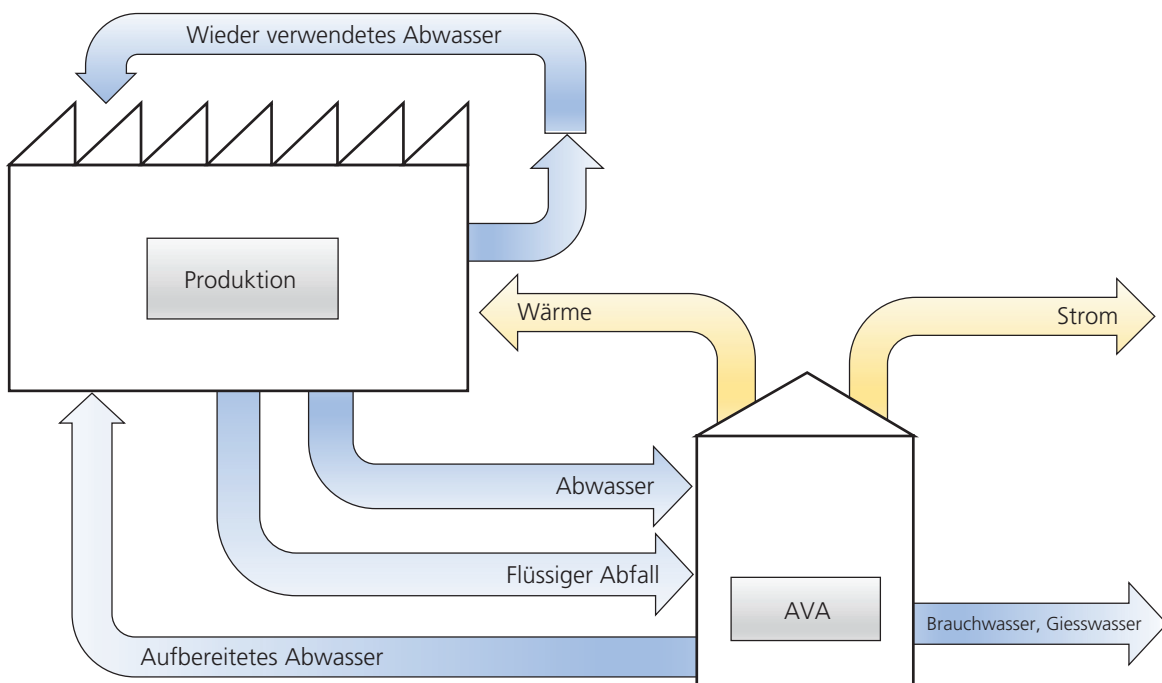 Wieder verwendetes Abwasser
Produktion
Wärme
Strom
Abwasser
Flüssiger Abfall
AVA
Brauchwasser, Giesswasser
Aufbereitetes Abwasser